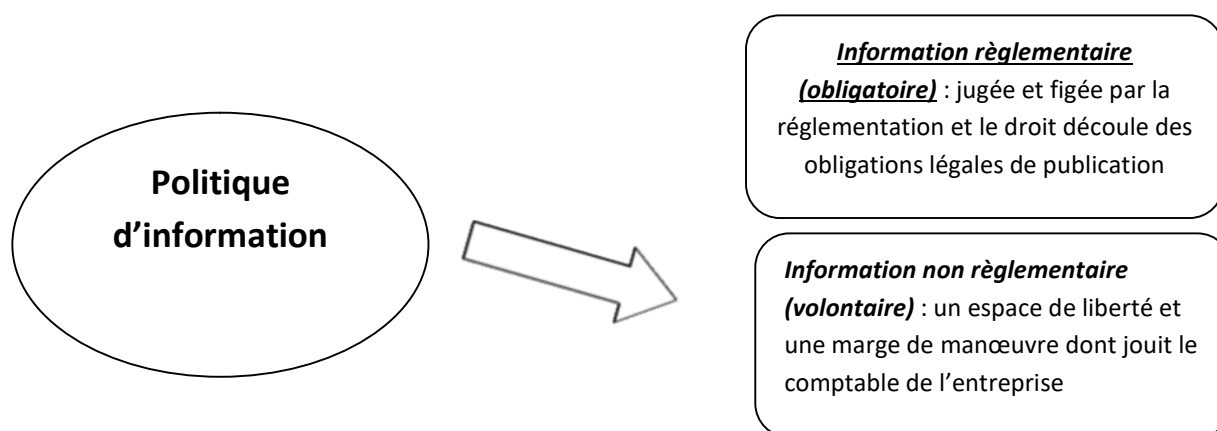 Politique
d’information
Information règlementaire
(obligatoire) : jugée et figée par la
réglementation et le droit découle des
obligations légales de publication
Information non règlementaire
(volontaire) : un espace de liberté et
une marge de manœuvre dont jouit le
comptable de l’entreprise